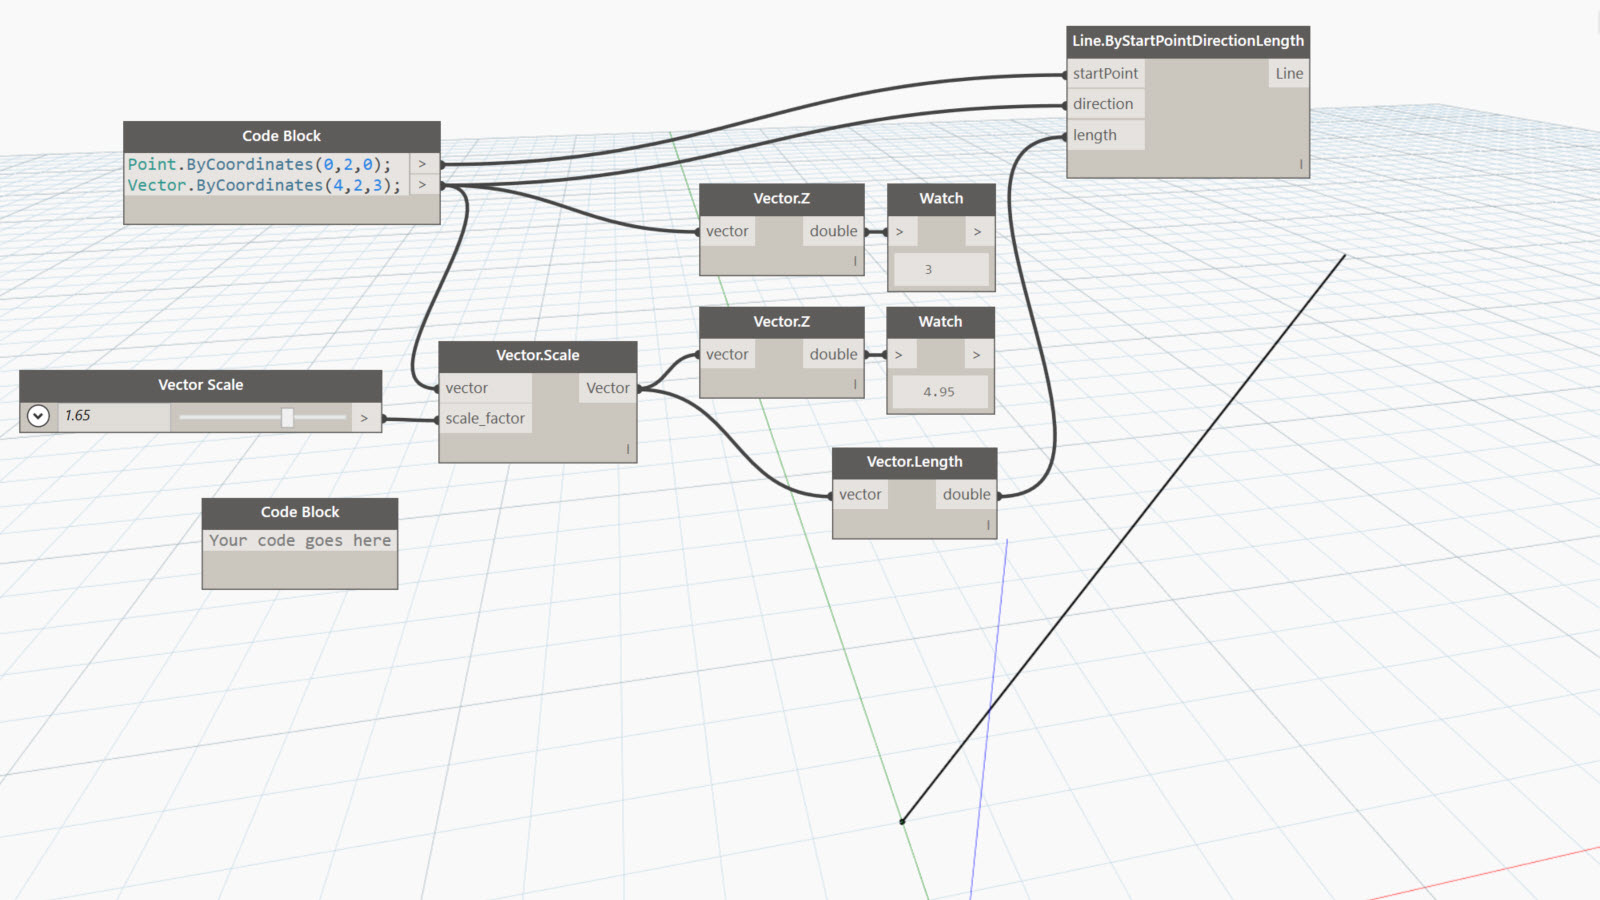 Line.ByStartPointDirectionLength
startPoint Line
direction
length
Code Block
Point.ByCoordinates(0,2,0); >
Vector.ByCoordinates(4,2,3); >
Vector.Z
vector double
Watch
> >
3
Vector.Z
vector double
Watch
> >
4.95
Vector.Scale
vector Vector
scale_factor
Vector Scale
1.65 >
Vector.Length
vector double
Code Block
Your code goes here